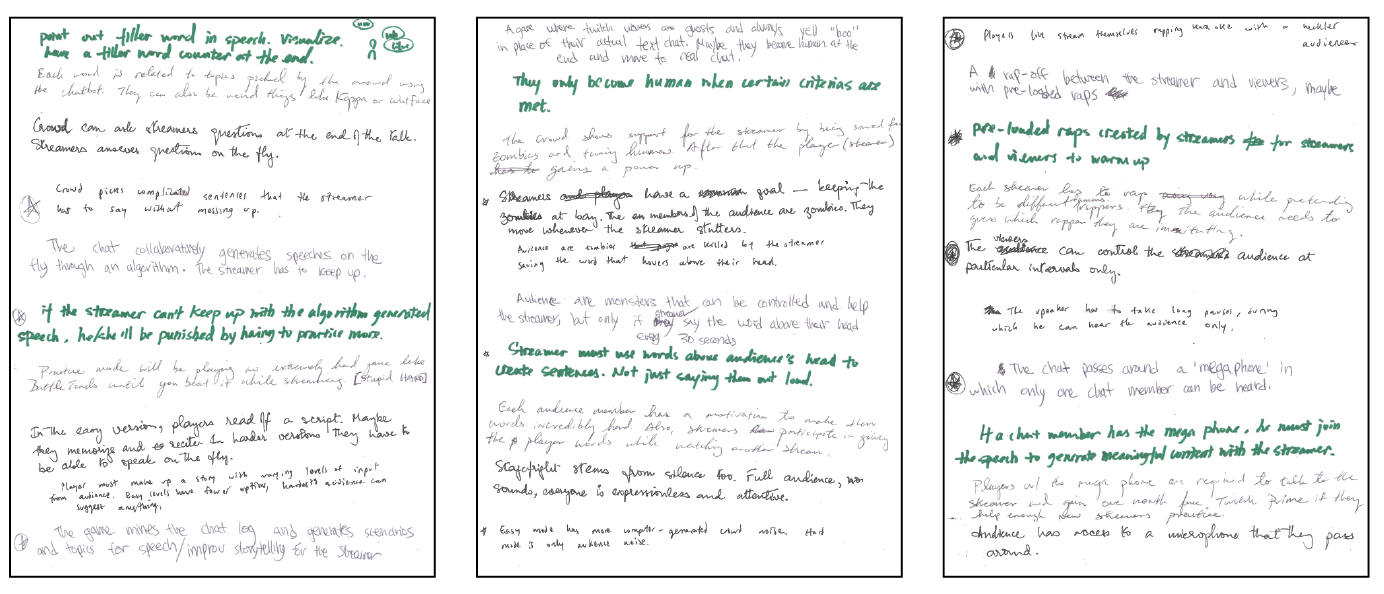 point out filler word in speech. Visualize.
have a filler word counter at the end.
um
uh
like
Each word is related to topics picked by the crowd using
the chatbot. They can also be weird things like Kappa or
Crowd can ask streamers questions at the end of the talk.
Streamers answer questions on the fly.
Crowd picks complicated sentences that the streamer
has to say without messing up.
The chat collaboratively generates speeches on the
fly through an algorithm. The streamer has to keep up.
if the streamer can't keep up with the algorithm generated
speech, he/she'll be punished by having to practice more.
Practice mode will be playing an extremely hard game like
BattleToads until you beat it while streaming. [Stupid HARD]
In the easy version, players read off a script. Maybe
they memorize and recite. In harder versions they have to
be able to speak on the fly.
Player must make up a story with varying levels of input
from audience. Easy levels have fewer options, hardest audience can
suggest anything.
The game mines the chat log and generates scenarios
and topics for speech/improv storytelling for the streamer
A game where twitch viewers are ghosts and always yell "boo"
in place of their actual text chat. Maybe they become human at the
end and move to real chat.
They only become human when certain criterias are
met.
The crowd shows support for the streamer by being saved from
zombies and turning human. After that the player (streamer)
gains a power up.
Streamers have a goal — keeping the
zombies at bay. The members of the audience are zombies. They
move whenever the streamer stutters.
Audience are zombies are killed by the streamer
saying the word that hovers above their head.
Audience are monsters that can be controlled and help
the streamer, but only if streamer say the word above their head
every 30 seconds
Streamer must use words above audience's head to
create sentences. Not just saying them out loud.
Each audience member has a motivation to make their
words incredibly hard. Also, streamers participate in giving
the player words while watching another stream.
Stagefright stems from silence too. Full audience, no
sounds, everyone is expressionless and attentive.
Easy mode has more computer-generated crowd noise. Hard
mode is only audience noise.
Players live stream themselves rapping karaoke with a heckler
audience
A rap-off between the streamer and viewers, maybe
with pre-loaded raps
pre-loaded raps created by streamers for streamers
and viewers to warm up
Each streamer has to rap while pretending
to be different famous rappers. The audience needs to
guess which rapper they are imitating.
The viewers can control the audience at
particular intervals only.
The speaker has to take long pauses, during
which he can hear the audience only.
The chat passes around a 'megaphone' in
which only one chat member can be heard.
If a chat member has the mega phone, he must join
the speech to generate meaningful content with the streamer.
Players w/ the mega phone are required to talk to the
streamer and gain one month free Twitch Prime if they
help enough new streamers practice.
Audience has access to a microphone that they pass
around.